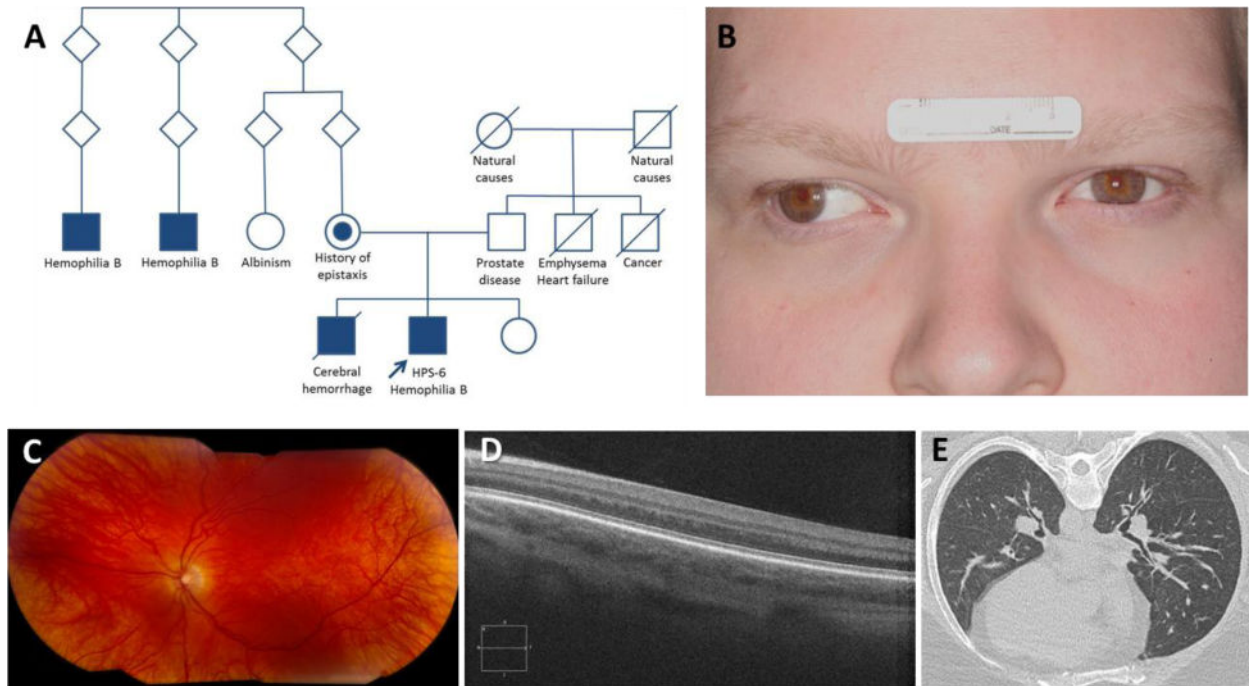 A
Natural
causes
Natural
causes
Hemophilia B
Hemophilia B
Albinism
History of
epistaxis
Prostate
disease
Emphysema
Heart failure
Cancer
Cerebral
hemorrhage
HPS-6
Hemophilia B
B
DATE
C
D
E